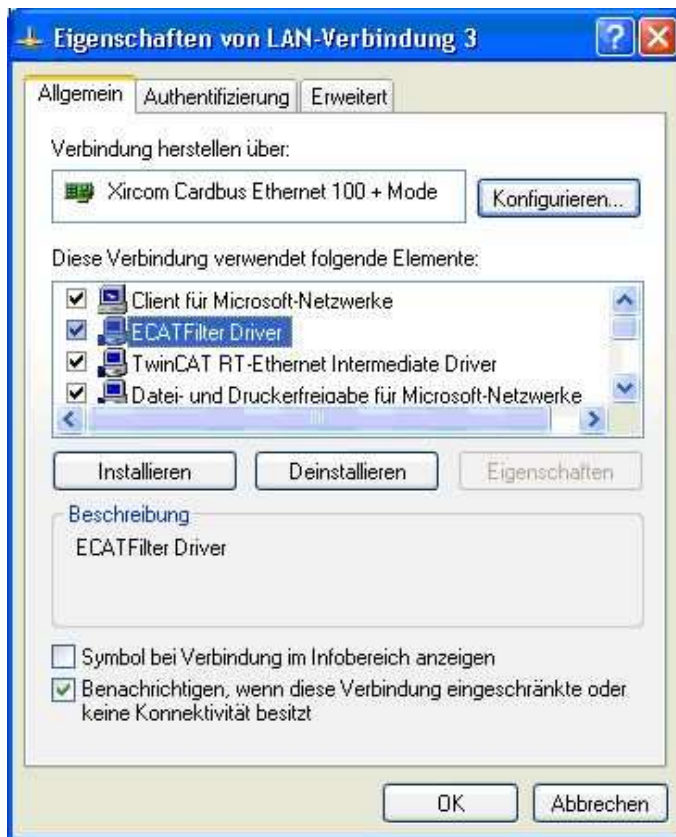 Eigenschaften von LAN-Verbindung 3
Allgemein Authentifizierung Erweitert
Verbindung herstellen über:
Xircom Cardbus Ethernet 100 + Mode Konfigurieren...
Diese Verbindung verwendet folgende Elemente:
Client für Microsoft-Netzwerke
ECATFilter Driver
TwinCAT RT-Ethernet Intermediate Driver
Datei- und Druckerfreigabe für Microsoft-Netzwerke
Installieren Deinstallieren Eigenschaften
Beschreibung
ECATFilter Driver
Symbol bei Verbindung im Infobereich anzeigen
Benachrichtigen, wenn diese Verbindung eingeschränkte oder
keine Konnektivität besitzt
OK Abbrechen